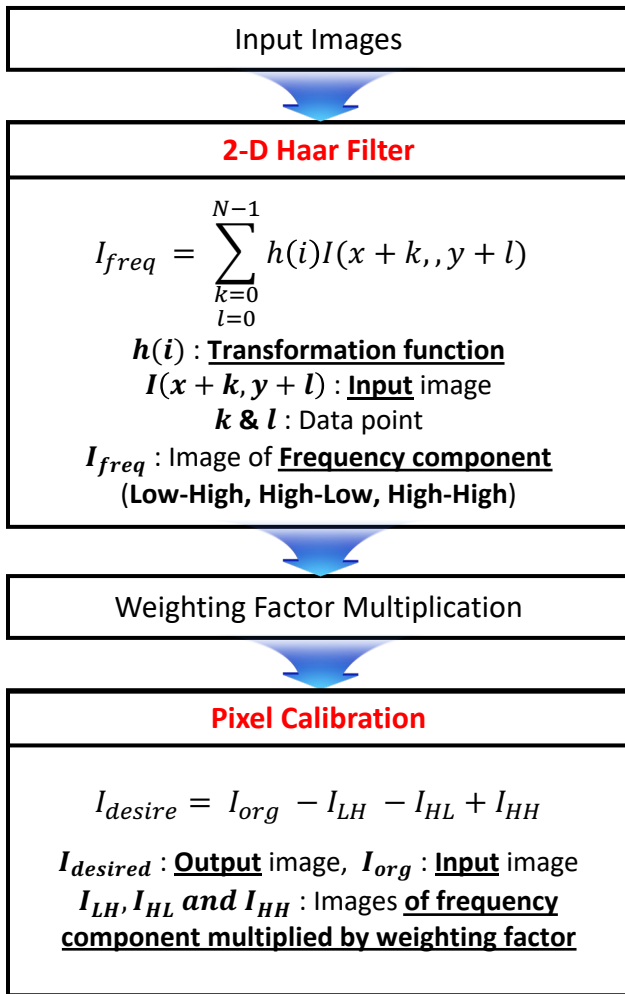 Input Images
2-D Haar Filter
N−1
I_freq = ∑ h(i)I(x + k,, y + l)
k=0
l=0
h(i) : Transformation function
I(x + k, y + l) : Input image
k & l : Data point
I_freq : Image of Frequency component
(Low-High, High-Low, High-High)
Weighting Factor Multiplication
Pixel Calibration
I_desire = I_org − I_LH − I_HL + I_HH
I_desired : Output image, I_org : Input image
I_LH, I_HL and I_HH : Images of frequency
component multiplied by weighting factor